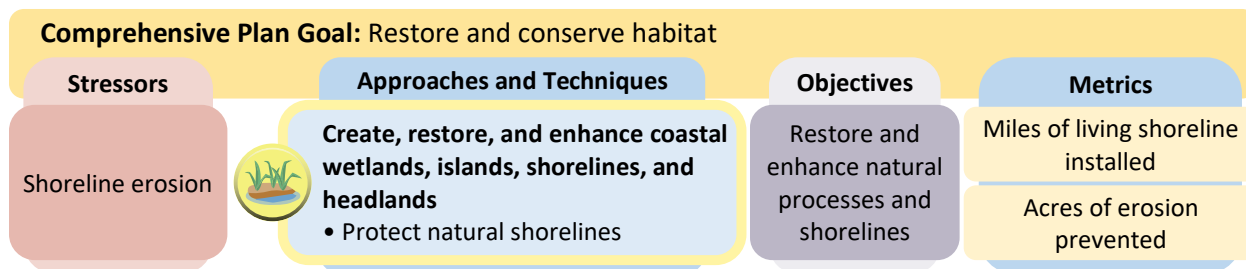 Comprehensive Plan Goal: Restore and conserve habitat
Stressors
Approaches and Techniques
Objectives
Metrics
Shoreline erosion
Create, restore, and enhance coastal
wetlands, islands, shorelines, and
headlands
• Protect natural shorelines
Restore and
enhance natural
processes and
shorelines
Miles of living shoreline
installed
Acres of erosion
prevented